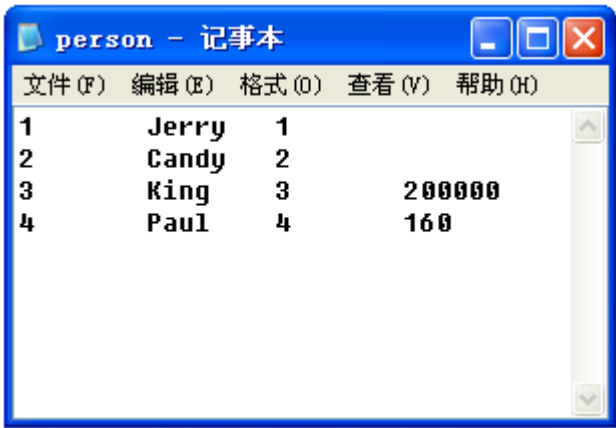 person - 记事本
文件(F) 编辑(E) 格式(O) 查看(V) 帮助(H)
1 Jerry 1
2 Candy 2
3 King 3 200000
4 Paul 4 160